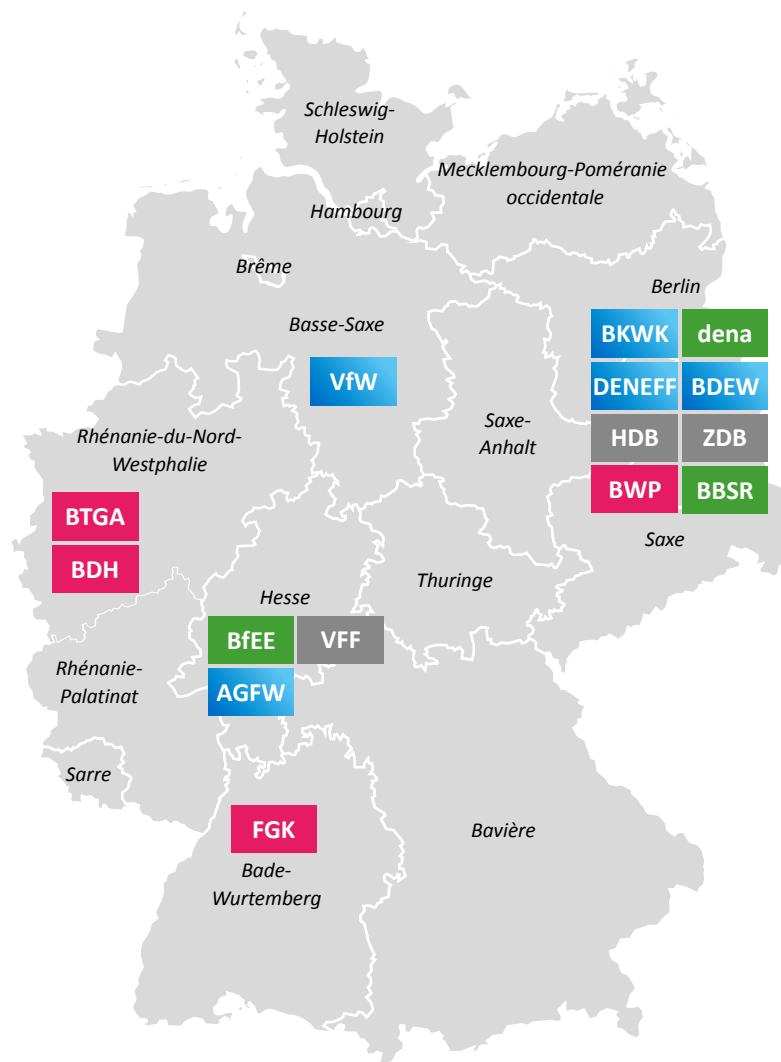 Schleswig-
Holstein
Mecklembourg-Poméranie
occidentale
Hambourg
Brême
Berlin
Basse-Saxe
BKWK
dena
VfW
DENEFF
BDEW
Saxe-
Anhalt
HDB
ZDB
Rhénanie-du-Nord-
Westphalie
BWP
BBSR
BTGA
Saxe
BDH
Thuringe
Hesse
BfEE
VFF
Rhénanie-
Palatinat
AGFW
Sarre
FGK
Bavière
Bade-
Wurtemberg